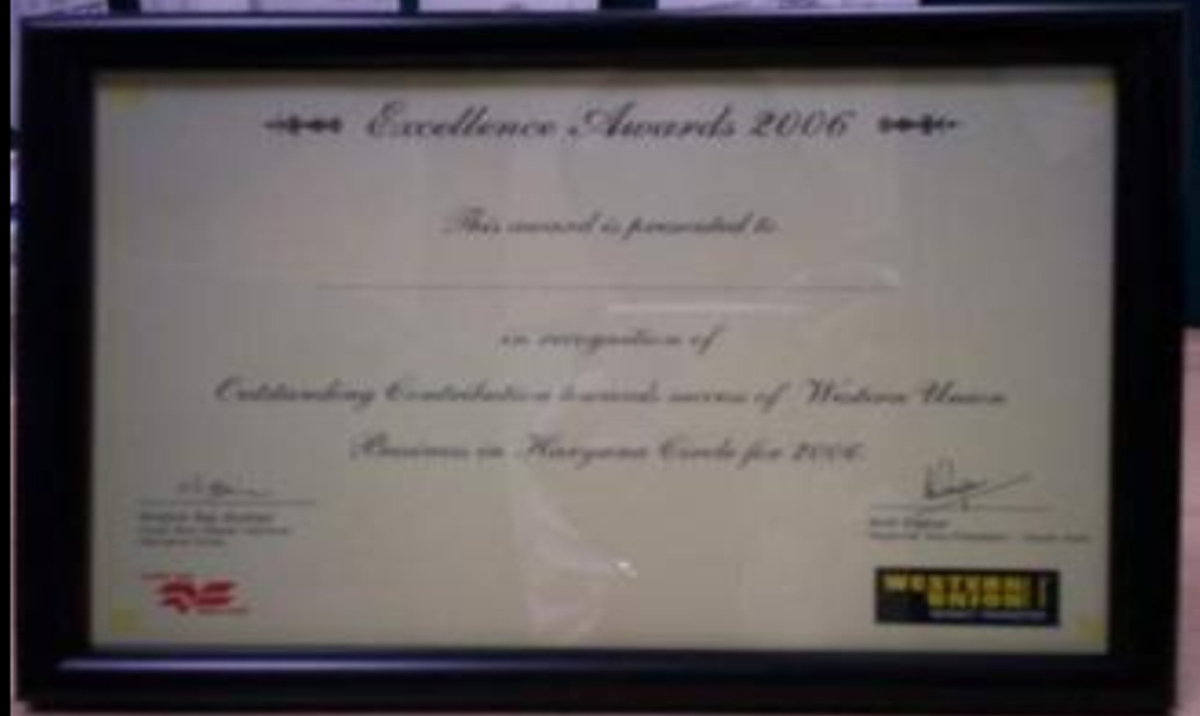 Excellence Awards 2006
This award is presented to
in recognition of
Outstanding Contribution towards success of Western Union
Business in Haryana Circle for 2006
WESTERN
UNION